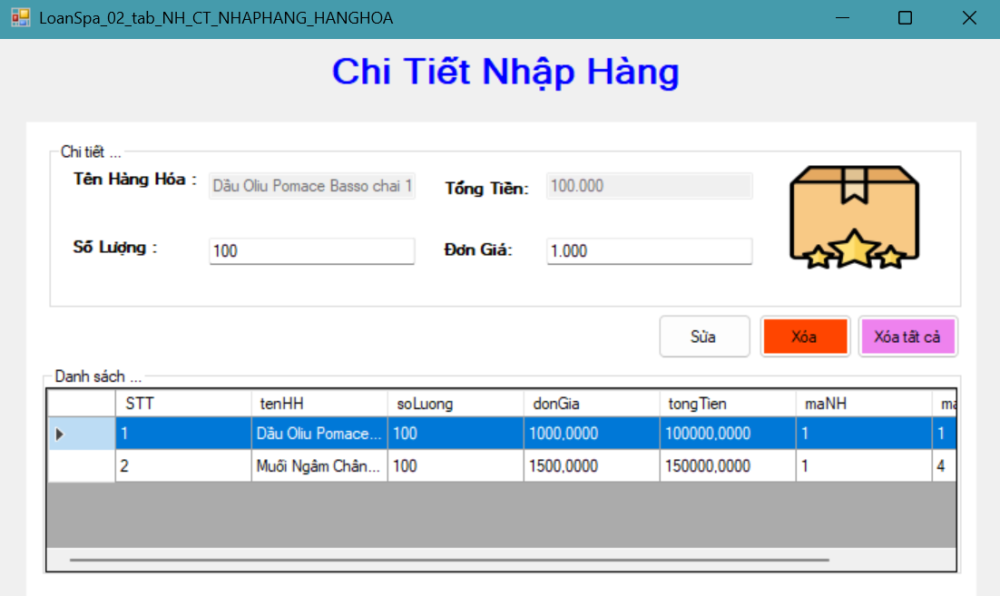 LoanSpa_02_tab_NH_CT_NHAPHANG_HANGHOA
Chi Tiết Nhập Hàng
Chi tiết ...
Tên Hàng Hóa : Dầu Oliu Pomace Basso chai 1 Tổng Tiền: 100.000
Số Lượng : 100 Đơn Giá: 1.000
Sửa Xóa Xóa tất cả
Danh sách ...
STT tenHH soLuong donGia tongTien maNH
1 Dầu Oliu Pomace... 100 1000,0000 100000,0000 1 1
2 Muối Ngâm Chân... 100 1500,0000 150000,0000 1 4